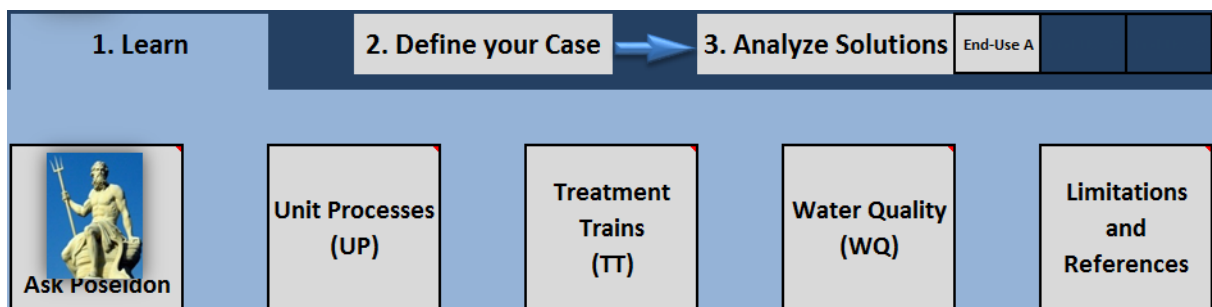 1. Learn
2. Define your Case
3. Analyze Solutions
End-Use A
Ask Poseidon
Unit Processes
(UP)
Treatment
Trains
(TT)
Water Quality
(WQ)
Limitations
and
References